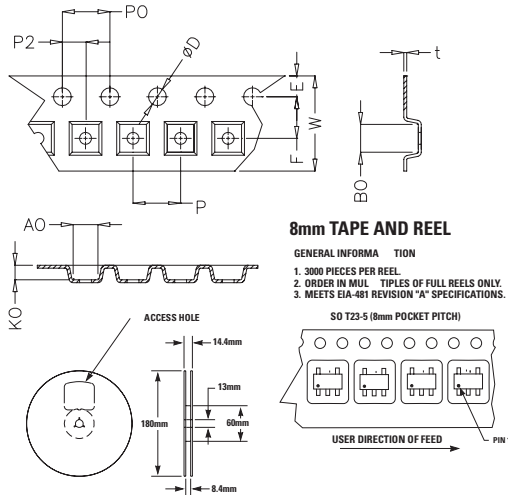 P0
P2
øD
E
W
F
P
t
B0
A0
K0
8mm TAPE AND REEL
GENERAL INFORMA TION
1. 3000 PIECES PER REEL.
2. ORDER IN MUL TIPLES OF FULL REELS ONLY.
3. MEETS EIA-481 REVISION "A" SPECIFICATIONS.
ACCESS HOLE
14.4mm
13mm
180mm
60mm
8.4mm
SO T23-5 (8mm POCKET PITCH)
USER DIRECTION OF FEED
PIN 1